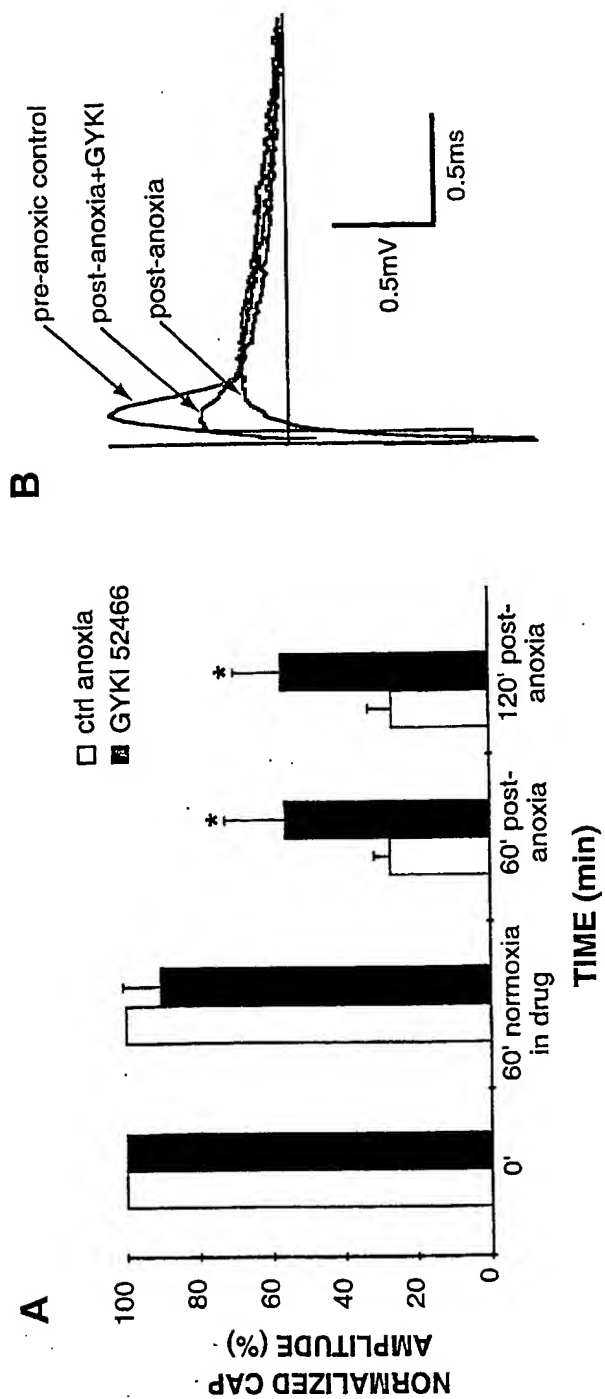 A
NORMALIZED CAP
AMPLITUDE (%)
100
80
60
40
20
0
ctrl anoxia
GYKI 52466
*
*
0'
60' normoxia
in drug
60' post-
anoxia
120' post-
anoxia
TIME (min)
B
pre-anoxic control
post-anoxia+GYKI
post-anoxia
0.5mV
0.5ms